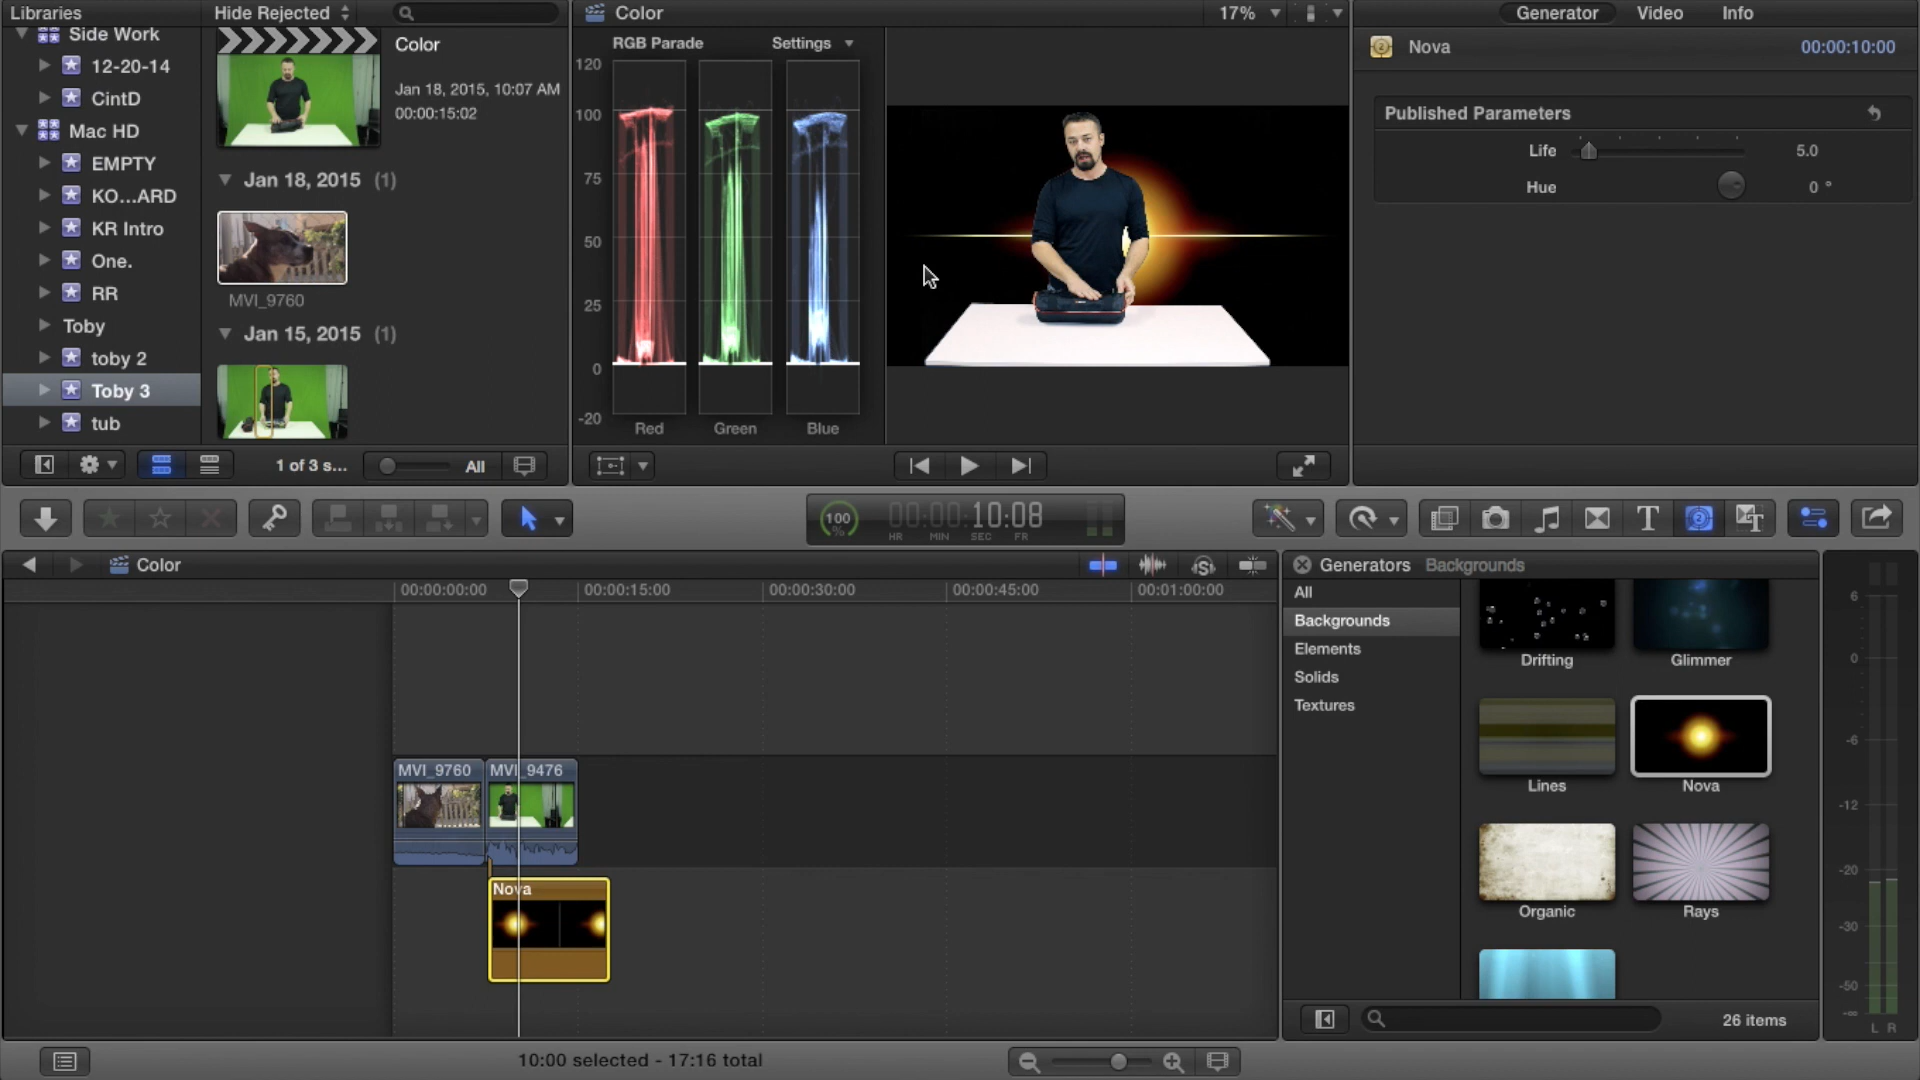 Libraries
Hide Rejected
Color
17%
Generator
Video
Info
Side Work
12-20-14
CintD
Mac HD
EMPTY
KO...ARD
KR Intro
One.
RR
Toby
toby 2
Toby 3
tub
Color
Jan 18, 2015, 10:07 AM
00:00:15:02
Jan 18, 2015 (1)
MVI_9760
Jan 15, 2015 (1)
1 of 3 s...
All
RGB Parade
Settings
120
100
75
50
25
0
-20
Red
Green
Blue
Nova
00:00:10:00
Published Parameters
Life
5.0
Hue
0 °
100
%
00:00:10:08
HR
MIN
SEC
FR
Color
00:00:00:00
00:00:15:00
00:00:30:00
00:00:45:00
00:01:00:00
MVI_9760
MVI_9476
Nova
Generators
Backgrounds
All
Backgrounds
Elements
Solids
Textures
Drifting
Glimmer
Lines
Nova
Organic
Rays
26 items
6
0
-6
-12
-20
-30
-50
-∞
L R
10:00 selected - 17:16 total